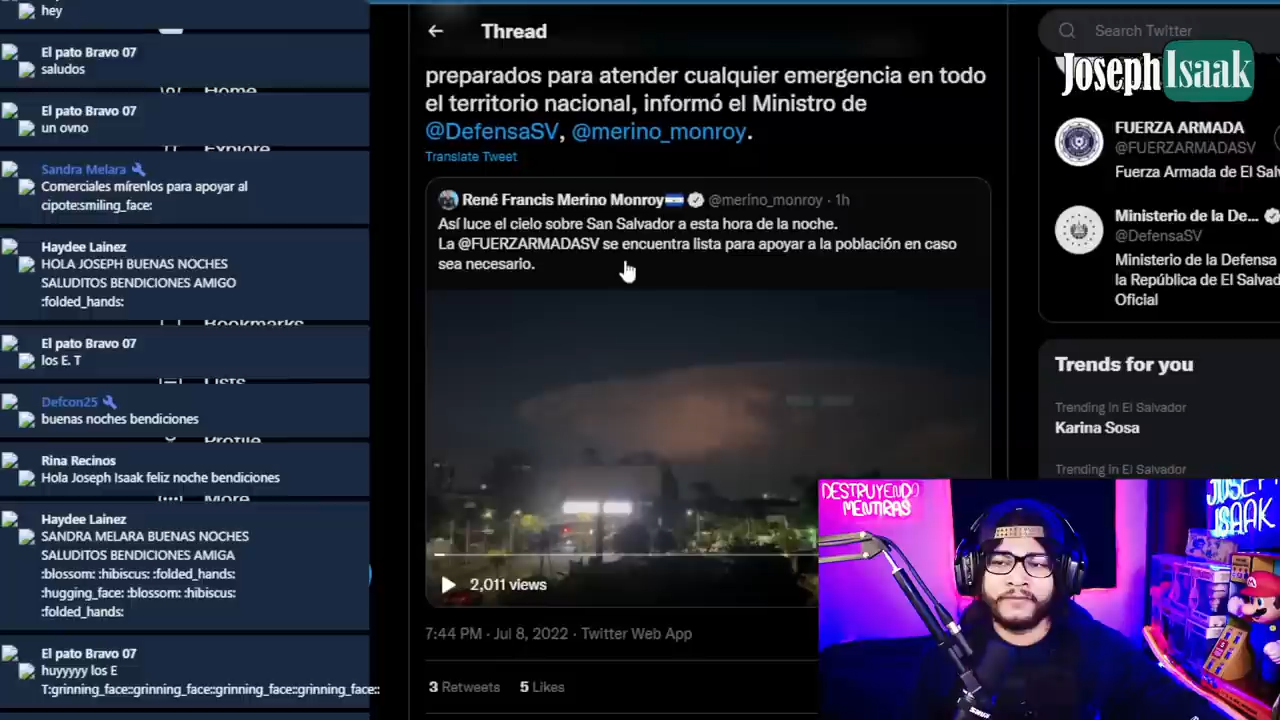 hey
El pato Bravo 07
saludos
Home
El pato Bravo 07
un ovno
Explore
Sandra Melara
Comerciales mírenlos para apoyar al
cipote:smiling_face:
Haydee Lainez
HOLA JOSEPH BUENAS NOCHES
SALUDITOS BENDICIONES AMIGO
:folded_hands:
Bookmarks
El pato Bravo 07
los E. T
Lists
Defcon25
buenas noches bendiciones
Profile
Rina Recinos
Hola Joseph Isaak feliz noche bendiciones
More
Haydee Lainez
SANDRA MELARA BUENAS NOCHES
SALUDITOS BENDICIONES AMIGA
:blossom: :hibiscus: :folded_hands:
:hugging_face: :blossom: :hibiscus:
:folded_hands:
El pato Bravo 07
huyyyyy los E
T:grinning_face::grinning_face::grinning_face::grinning_face::
Thread
preparados para atender cualquier emergencia en todo
el territorio nacional, informó el Ministro de
@DefensaSV, @merino_monroy.
Translate Tweet
René Francis Merino Monroy @merino_monroy · 1h
Así luce el cielo sobre San Salvador a esta hora de la noche.
La @FUERZARMADASV se encuentra lista para apoyar a la población en caso
sea necesario.
2,011 views
7:44 PM · Jul 8, 2022 · Twitter Web App
3 Retweets 5 Likes
Search Twitter
Joseph Isaak
FUERZA ARMADA
@FUERZARMADASV
Fuerza Armada de El Sal
Ministerio de la De...
@DefensaSV
Ministerio de la Defensa
la República de El Salvad
Oficial
Trends for you
Trending in El Salvador
Karina Sosa
Trending in El Salvador
DESTRUYENDO
MENTIRAS
JOSEPH
ISAAK